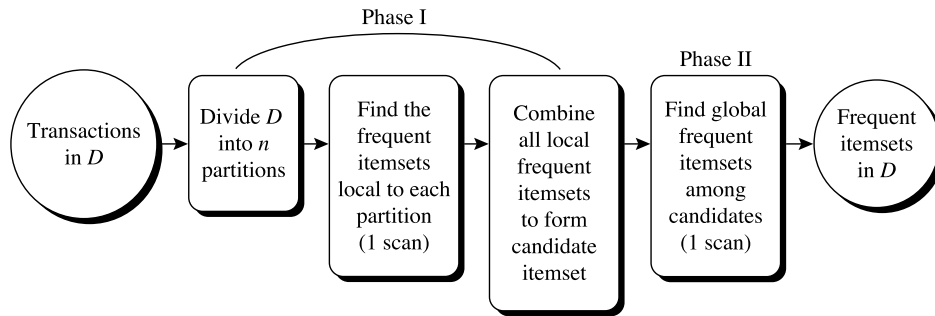 Phase I
Phase II
Transactions
in D
Divide D
into n
partitions
Find the
frequent
itemsets
local to each
partition
(1 scan)
Combine
all local
frequent
itemsets
to form
candidate
itemset
Find global
frequent
itemsets
among
candidates
(1 scan)
Frequent
itemsets
in D